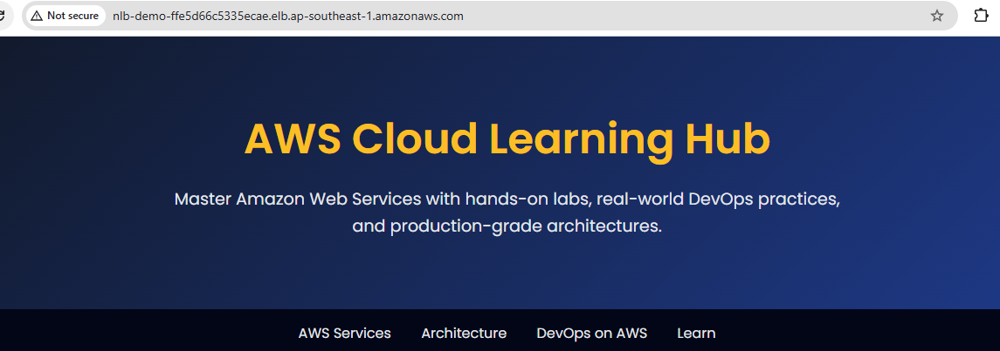 Not secure
nlb-demo-ffe5d66c5335ecae.elb.ap-southeast-1.amazonaws.com
AWS Cloud Learning Hub
Master Amazon Web Services with hands-on labs, real-world DevOps practices,
and production-grade architectures.
AWS Services Architecture DevOps on AWS Learn